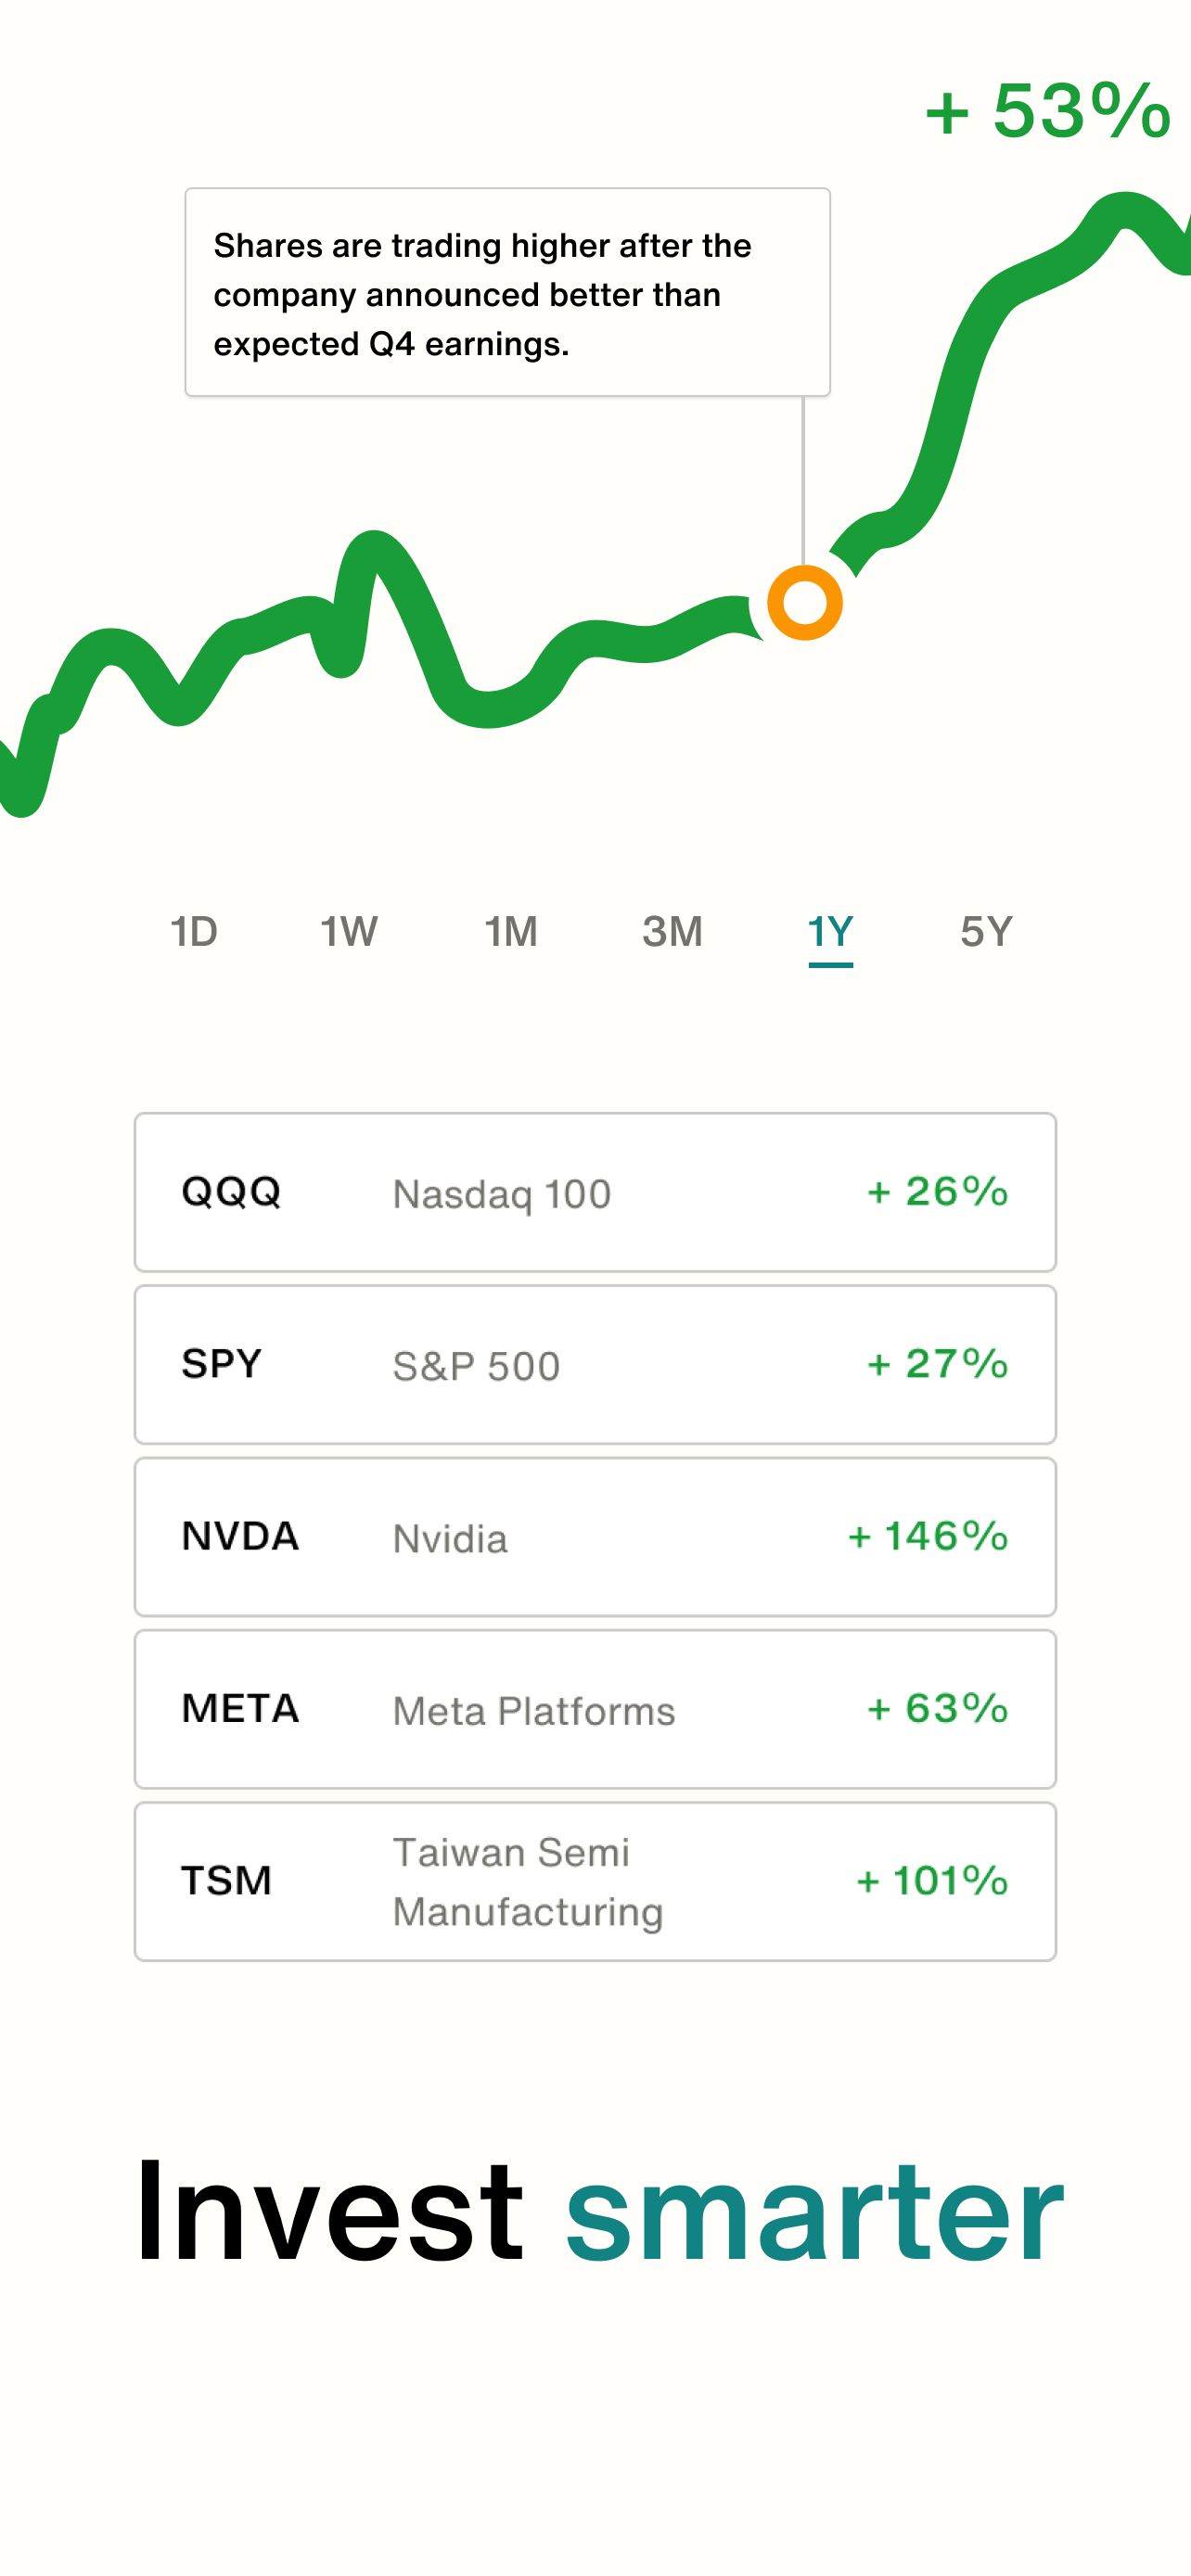 + 53%
Shares are trading higher after the
company announced better than
expected Q4 earnings.
1D 1W 1M 3M 1Y 5Y
QQQ Nasdaq 100 + 26%
SPY S&P 500 + 27%
NVDA Nvidia + 146%
META Meta Platforms + 63%
TSM Taiwan Semi
Manufacturing + 101%
Invest smarter